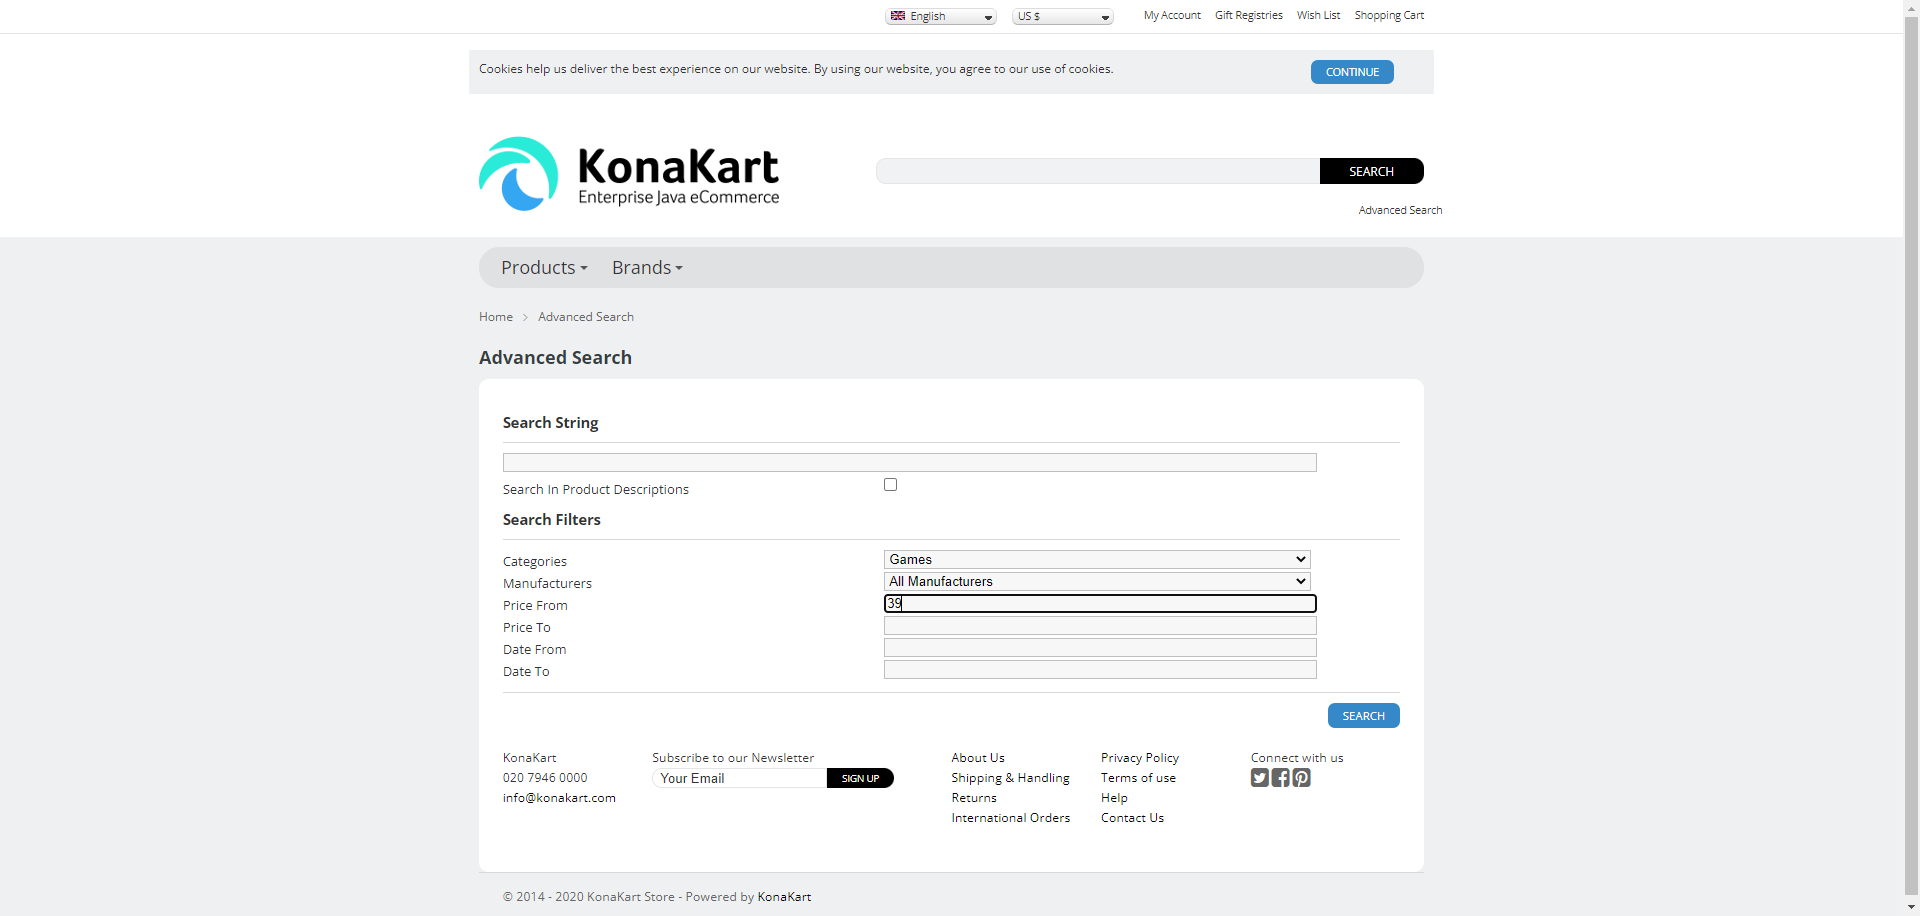 English
US $
My Account
Gift Registries
Wish List
Shopping Cart
Cookies help us deliver the best experience on our website. By using our website, you agree to our use of cookies.
CONTINUE
KonaKart
Enterprise Java eCommerce
SEARCH
Advanced Search
Products
Brands
Home
Advanced Search
Advanced Search
Search String
Search In Product Descriptions
Search Filters
Categories
Games
Manufacturers
All Manufacturers
Price From
39
Price To
Date From
Date To
SEARCH
KonaKart
020 7946 0000
info@konakart.com
Subscribe to our Newsletter
Your Email
SIGN UP
About Us
Shipping & Handling
Returns
International Orders
Privacy Policy
Terms of use
Help
Contact Us
Connect with us
© 2014 - 2020 KonaKart Store - Powered by KonaKart